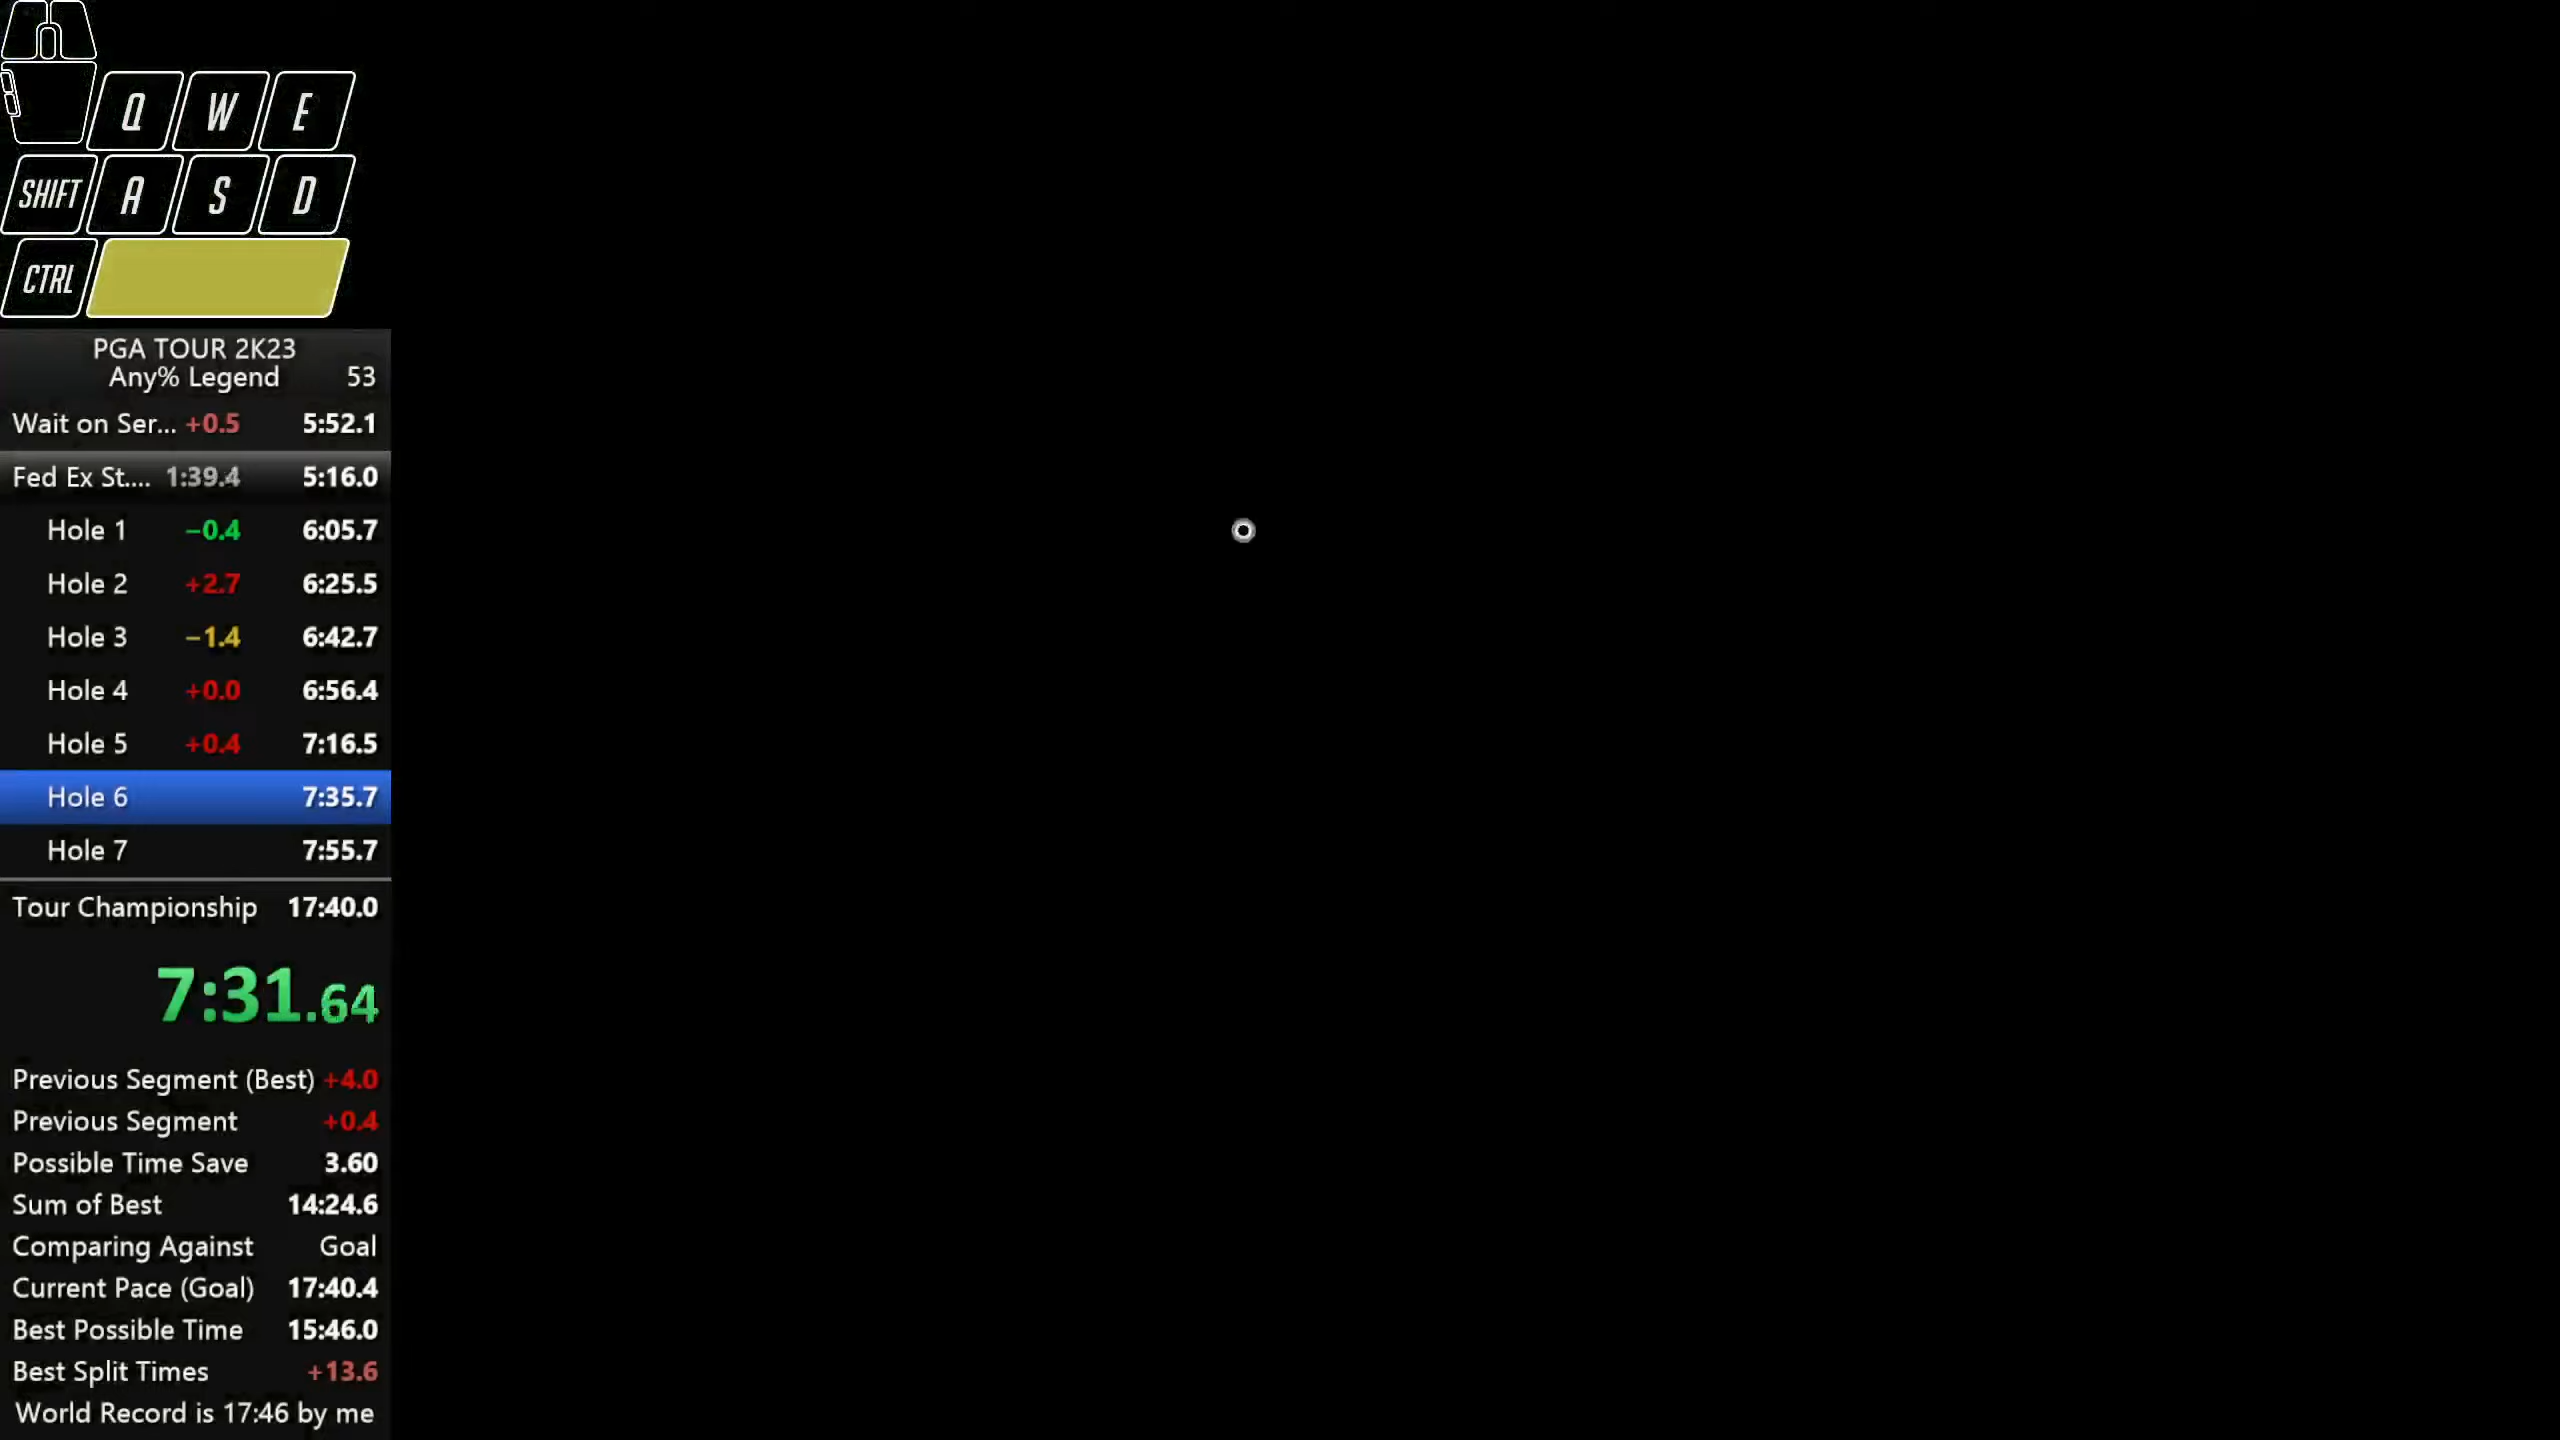 Q W E
SHIFT A S D
CTRL
PGA TOUR 2K23
Any% Legend 53
Wait on Ser... +0.5 5:52.1
Fed Ex St.... 1:39.4 5:16.0
Hole 1 −0.4 6:05.7
Hole 2 +2.7 6:25.5
Hole 3 −1.4 6:42.7
Hole 4 +0.0 6:56.4
Hole 5 +0.4 7:16.5
Hole 6 7:35.7
Hole 7 7:55.7
Tour Championship 17:40.0
7:31.64
Previous Segment (Best) +4.0
Previous Segment +0.4
Possible Time Save 3.60
Sum of Best 14:24.6
Comparing Against Goal
Current Pace (Goal) 17:40.4
Best Possible Time 15:46.0
Best Split Times +13.6
World Record is 17:46 by me